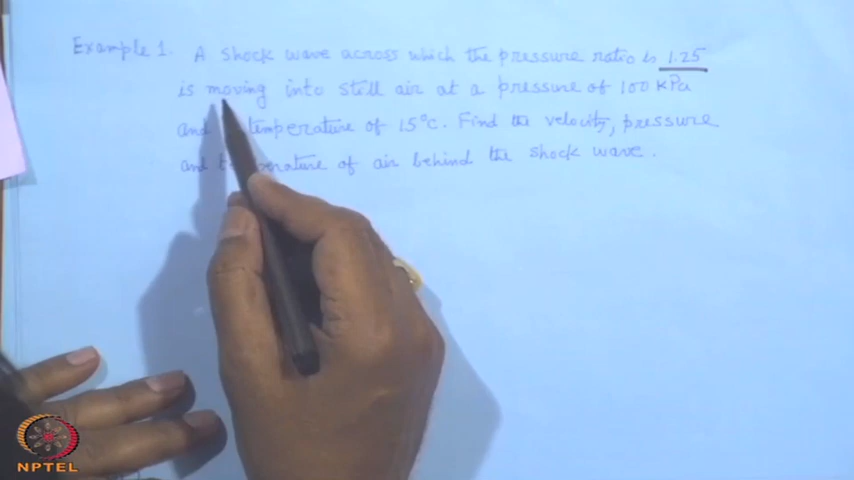 Example 1. A shock wave across which the pressure ratio is 1.25
is moving into still air at a pressure of 100 kPa
and temperature of 15°C. Find the velocity, pressure
and temperature of air behind the shock wave.
NPTEL